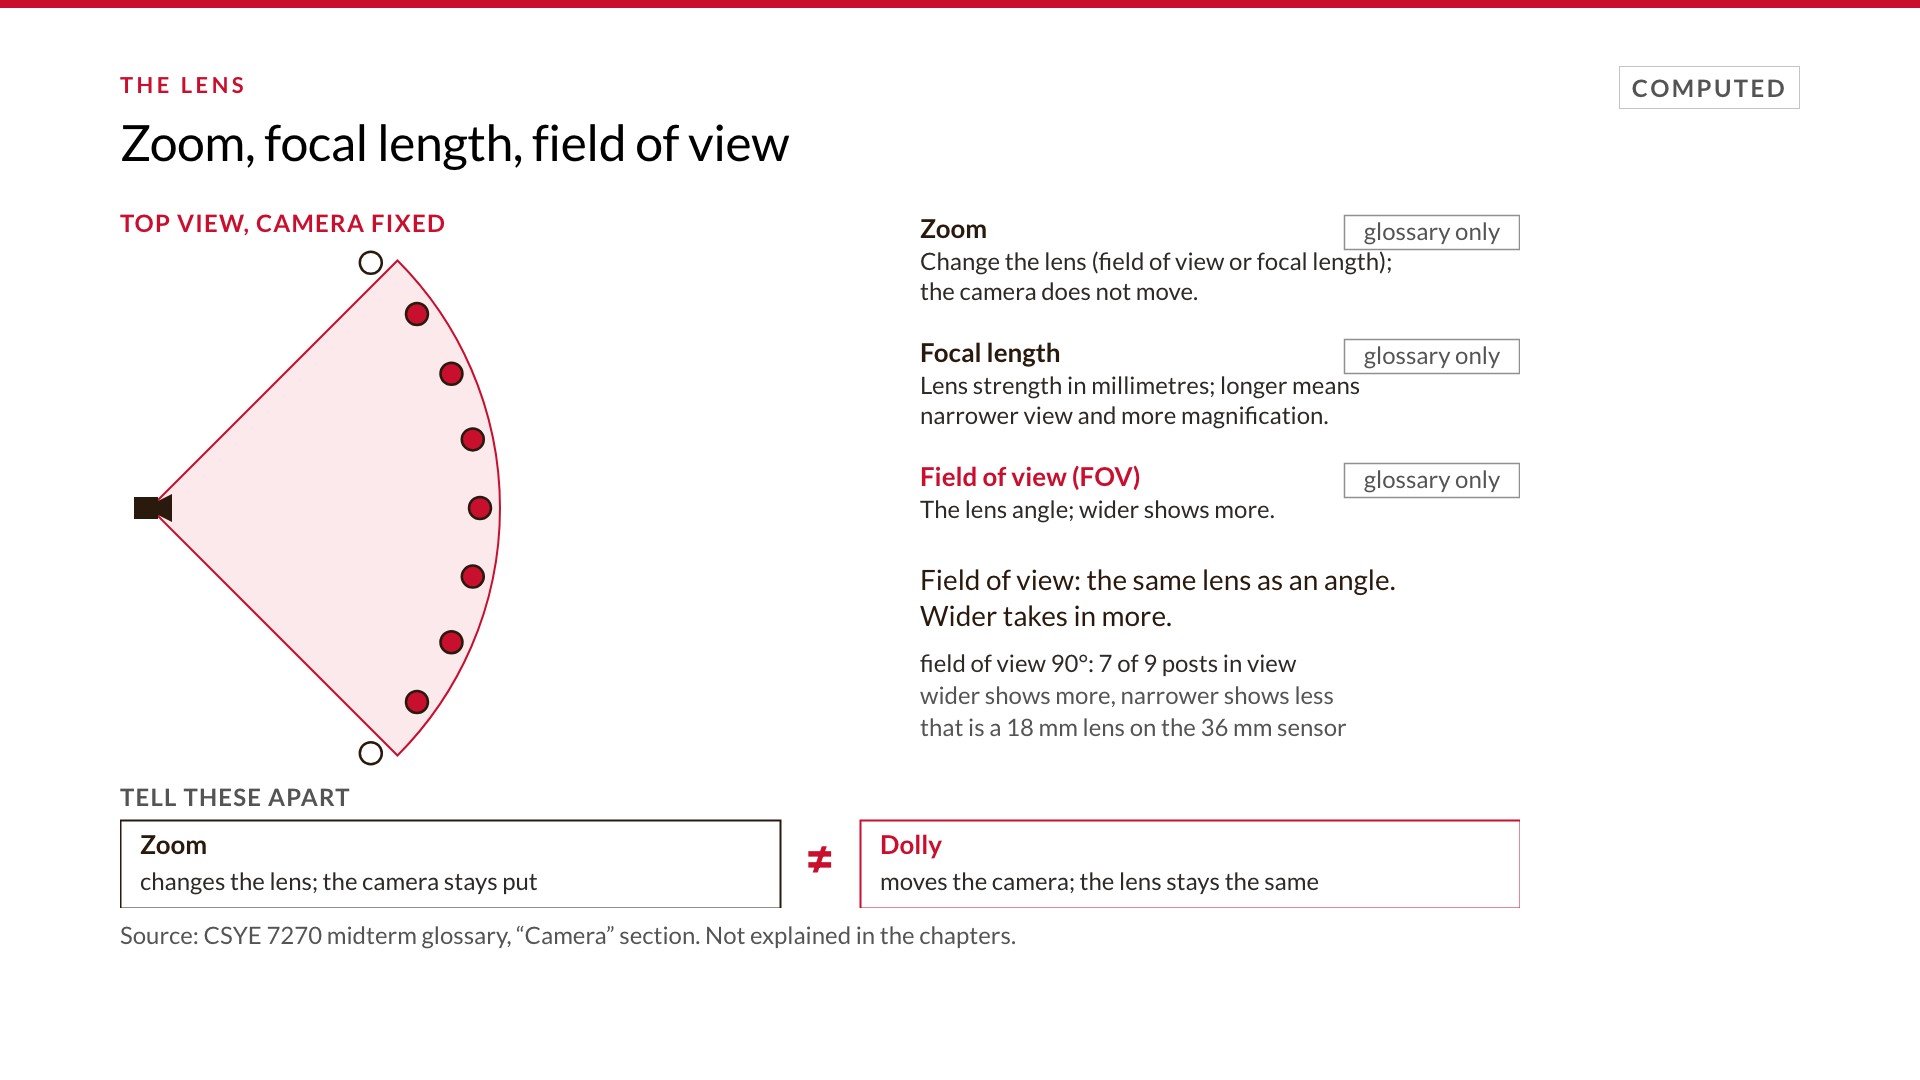 THE LENS
COMPUTED
Zoom, focal length, field of view
TOP VIEW, CAMERA FIXED
Zoom
glossary only
Change the lens (field of view or focal length);
the camera does not move.
Focal length
glossary only
Lens strength in millimetres; longer means
narrower view and more magnification.
Field of view (FOV)
glossary only
The lens angle; wider shows more.
Field of view: the same lens as an angle.
Wider takes in more.
field of view 90°: 7 of 9 posts in view
wider shows more, narrower shows less
that is a 18 mm lens on the 36 mm sensor
TELL THESE APART
Zoom
changes the lens; the camera stays put
≠
Dolly
moves the camera; the lens stays the same
Source: CSYE 7270 midterm glossary, “Camera” section. Not explained in the chapters.